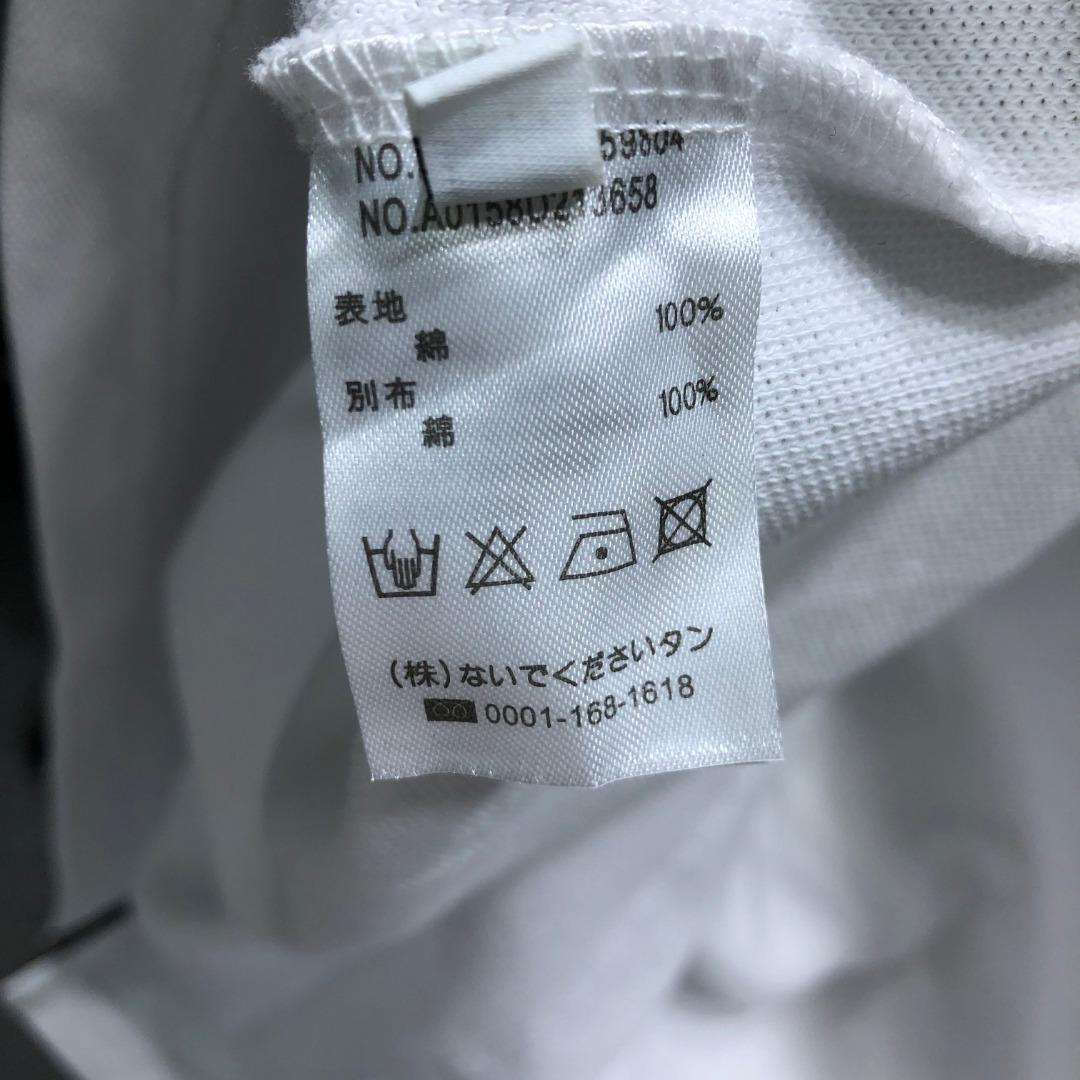 NO.
NO.
表地 100%
綿
別布 100%
綿
(株)ないでくださいタン
0001-168-1618